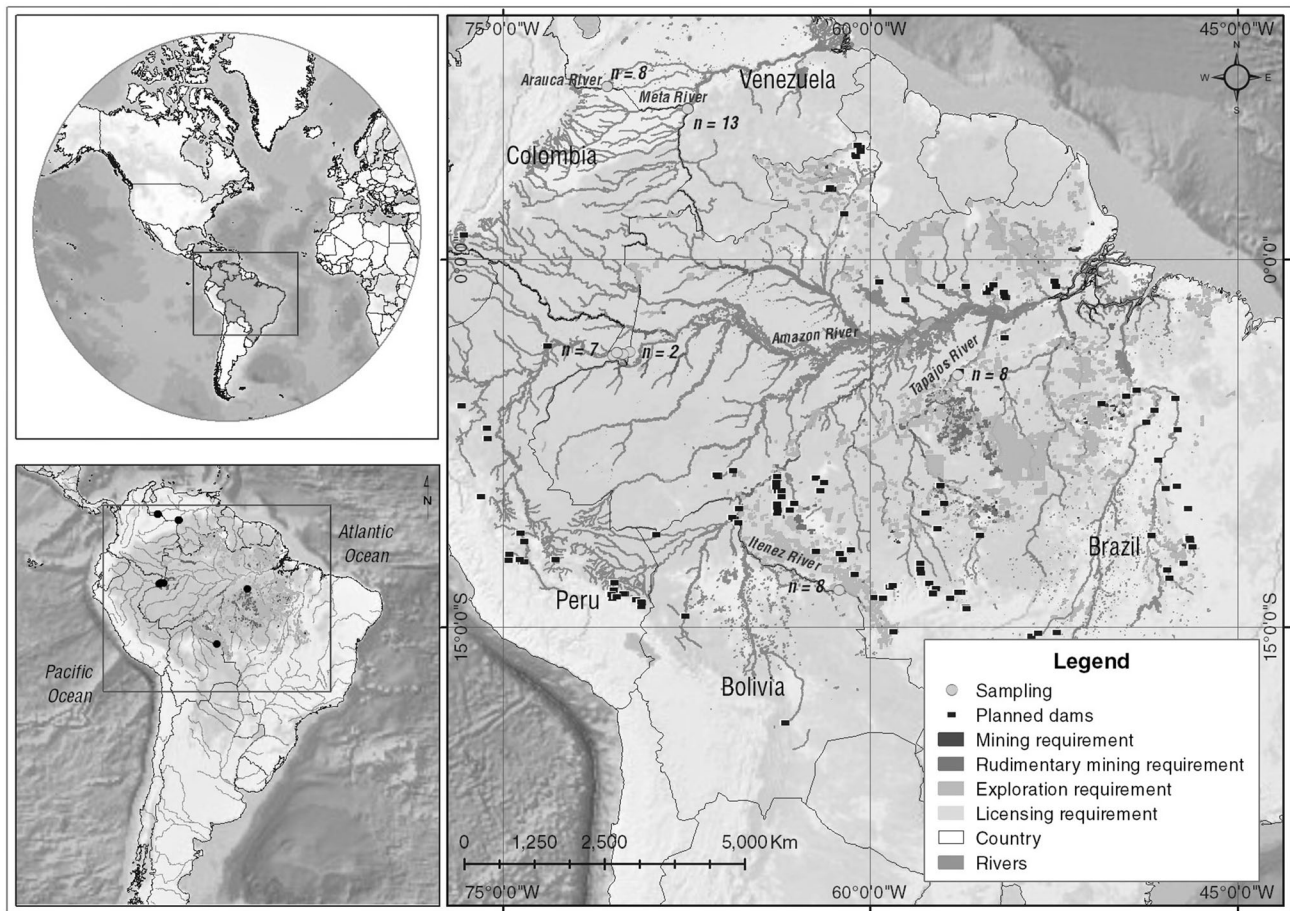 75°0'0"W
60°0'0"W
45°0'0"W
N
W
E
S
Arauca River
n = 8
Meta River
n = 13
Venezuela
Colombia
0°0'0"
0°0'0"
Amazon River
n = 7
n = 2
Tapajos River
n = 8
Itenez River
n = 8
Brazil
Peru
15°0'0"S
15°0'0"S
Bolivia
0
1,250
2,500
5,000 Km
75°0'0"W
60°0'0"W
45°0'0"W
N
Atlantic
Ocean
Pacific
Ocean
Legend
Sampling
Planned dams
Mining requirement
Rudimentary mining requirement
Exploration requirement
Licensing requirement
Country
Rivers